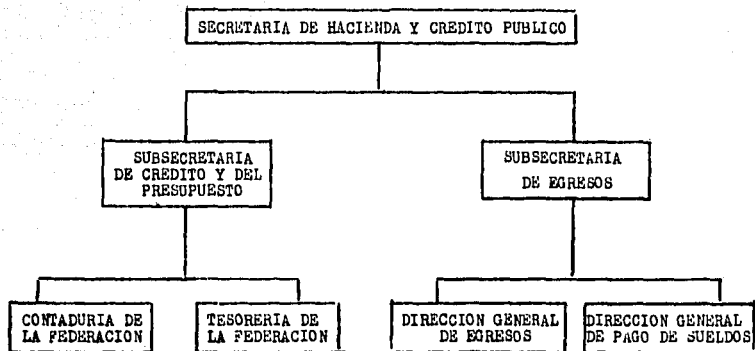 SECRETARIA DE HACIENDA Y CREDITO PUBLICO
SUBSECRETARIA
DE CREDITO Y DEL
PRESUPUESTO
SUBSECRETARIA
DE EGRESOS
CONTADURIA DE
LA FEDERACION
TESORERIA DE
LA FEDERACION
DIRECCION GENERAL
DE EGRESOS
DIRECCION GENERAL
DE PAGO DE SUELDOS